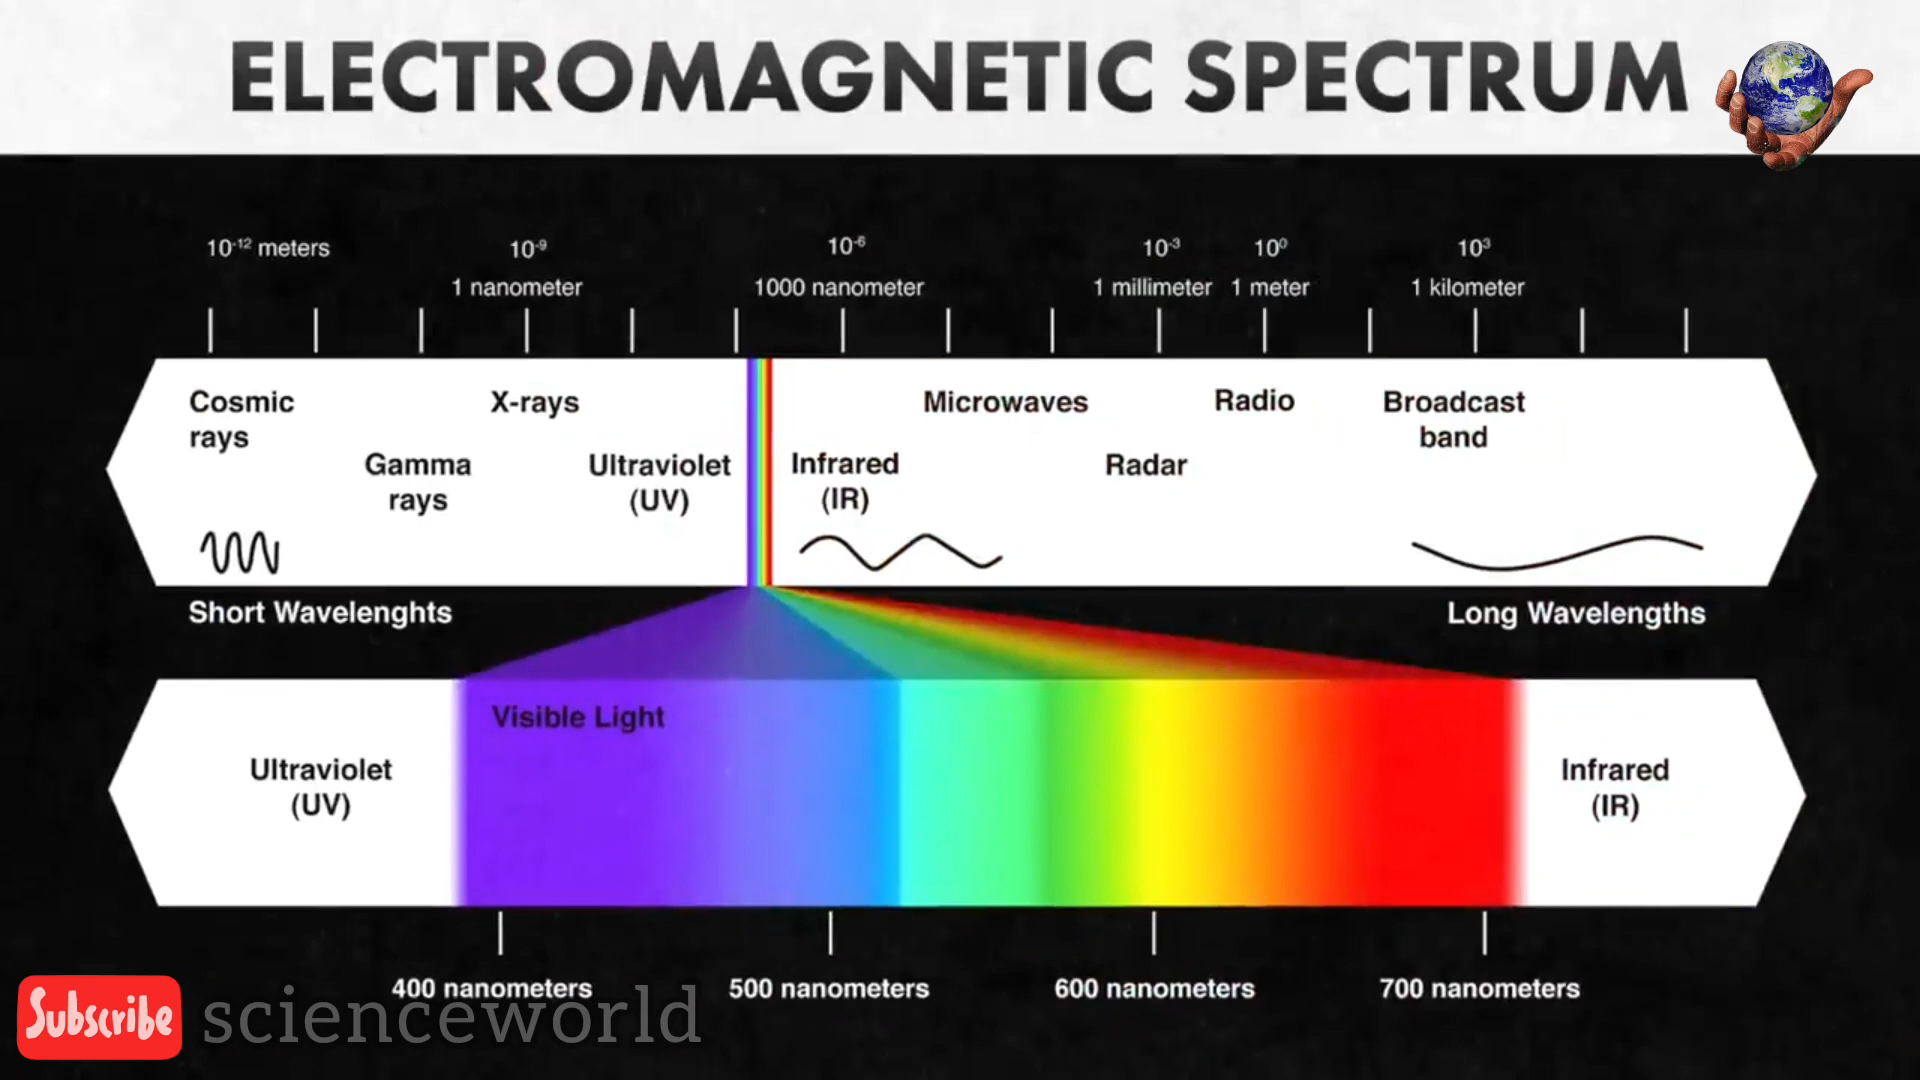 ELECTROMAGNETIC SPECTRUM
10⁻¹² meters
10⁻⁹
1 nanometer
10⁻⁶
1000 nanometer
10⁻³
1 millimeter
10⁰
1 meter
10³
1 kilometer
Cosmic
rays
Gamma
rays
X-rays
Ultraviolet
(UV)
Infrared
(IR)
Microwaves
Radar
Radio
Broadcast
band
Short Wavelenghts
Long Wavelengths
Visible Light
Ultraviolet
(UV)
Infrared
(IR)
400 nanometers
500 nanometers
600 nanometers
700 nanometers
Subscribe
scienceworld